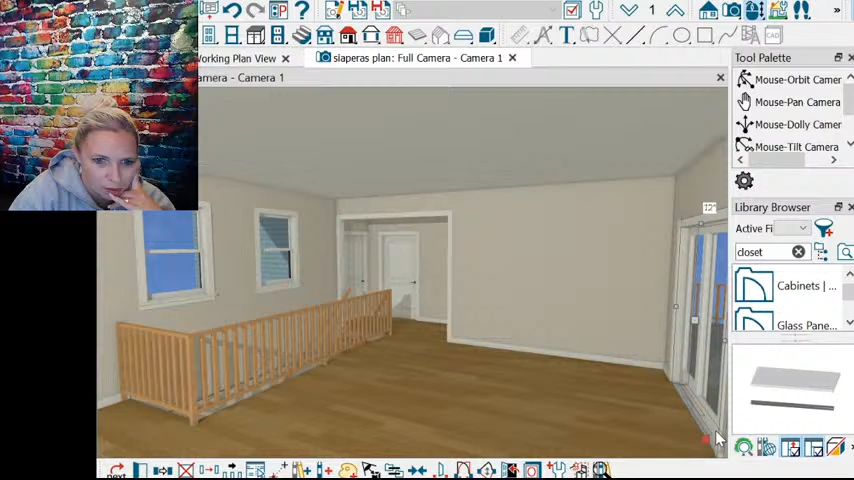 1
Working Plan View
slaperas plan: Full Camera - Camera 1
Tool Palette
amera - Camera 1
Mouse-Orbit Camer
Mouse-Pan Camera
Mouse-Dolly Camer
Mouse-Tilt Camera
Library Browser
Active Fi
closet
Cabinets | ...
Glass Pane...
next